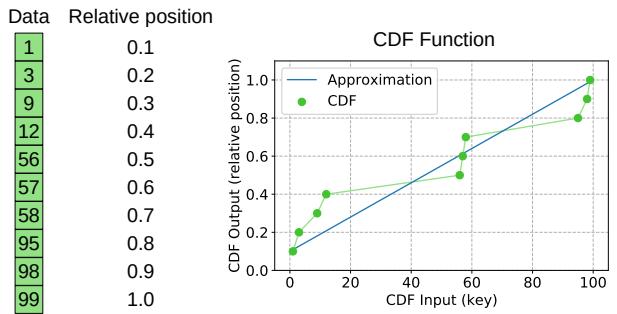 Data Relative position
1 0.1
3 0.2
9 0.3
12 0.4
56 0.5
57 0.6
58 0.7
95 0.8
98 0.9
99 1.0
CDF Function
CDF Output (relative position)
1.0
0.8
0.6
0.4
0.2
0.0
Approximation
CDF
0 20 40 60 80 100
CDF Input (key)